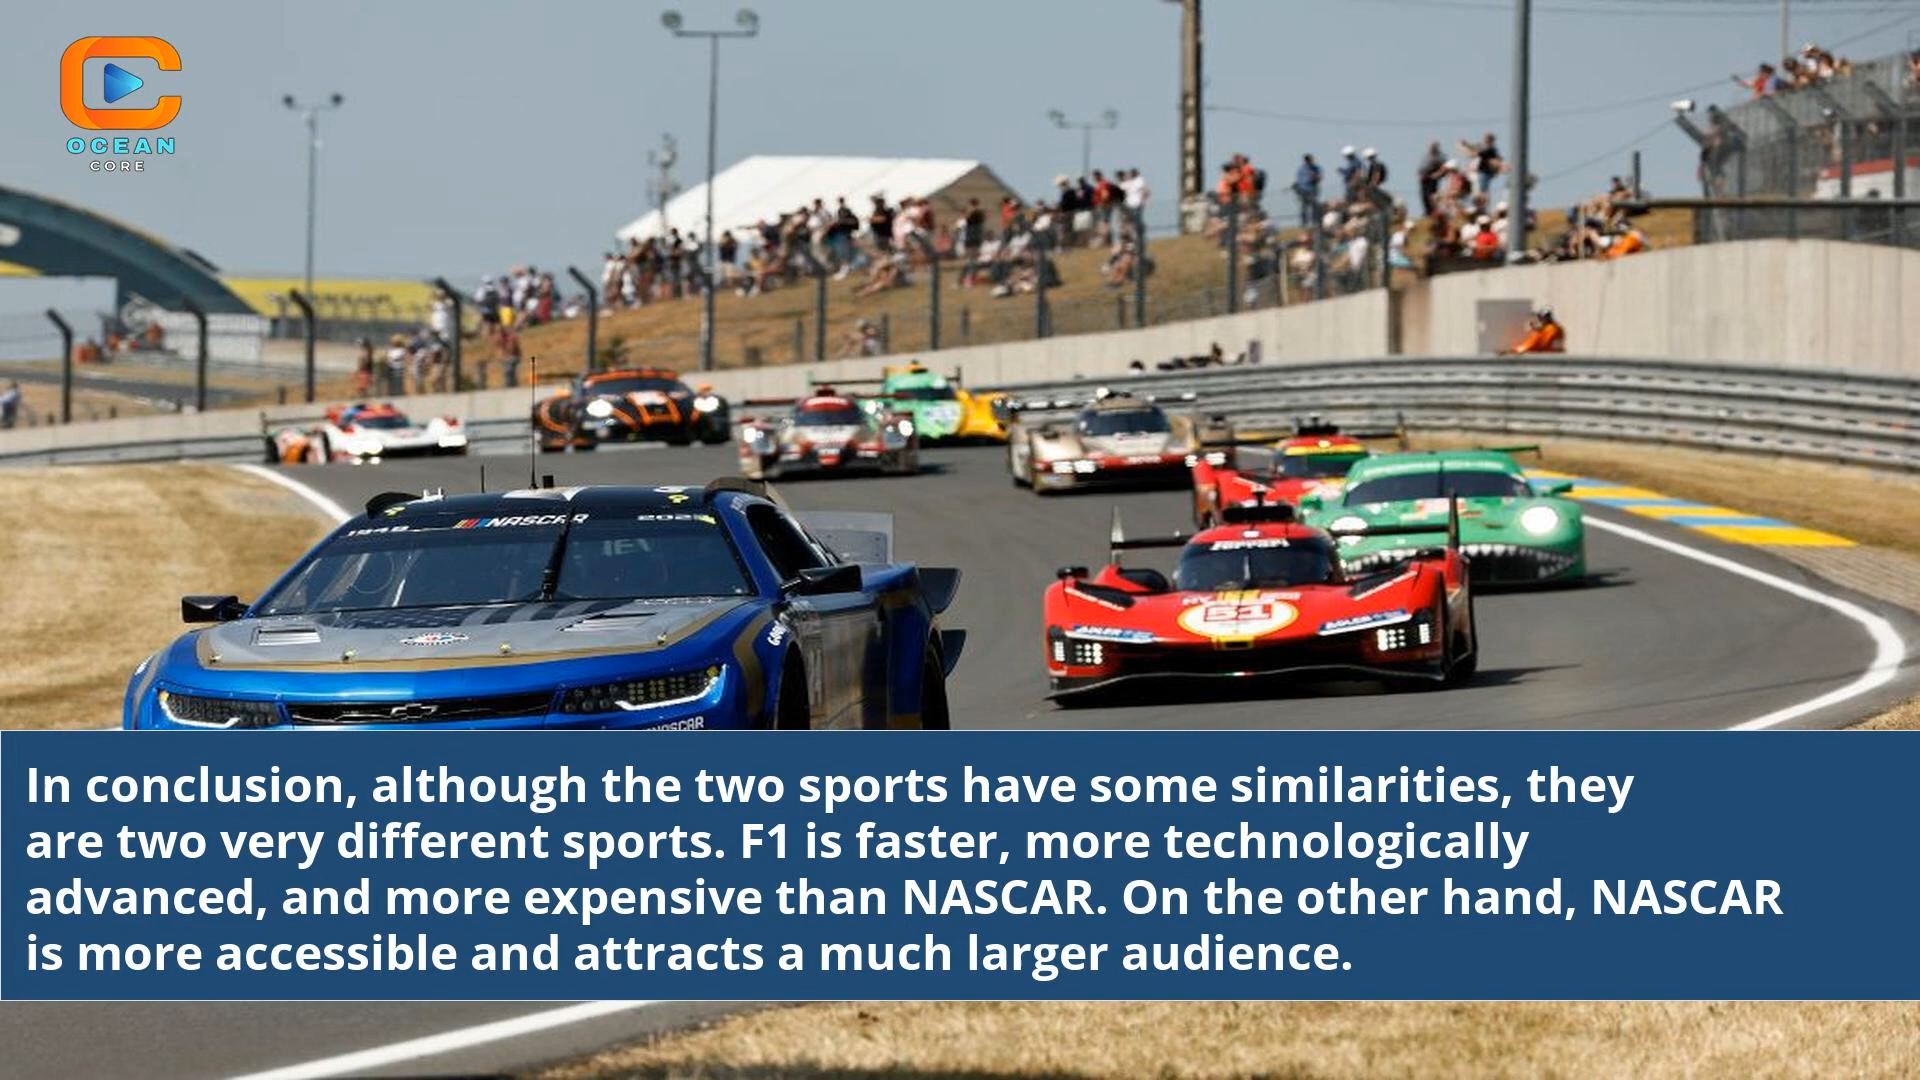 OCEAN
CORE
NASCAR
Ferrari
51
NASCAR
In conclusion, although the two sports have some similarities, they
are two very different sports. F1 is faster, more technologically
advanced, and more expensive than NASCAR. On the other hand, NASCAR
is more accessible and attracts a much larger audience.